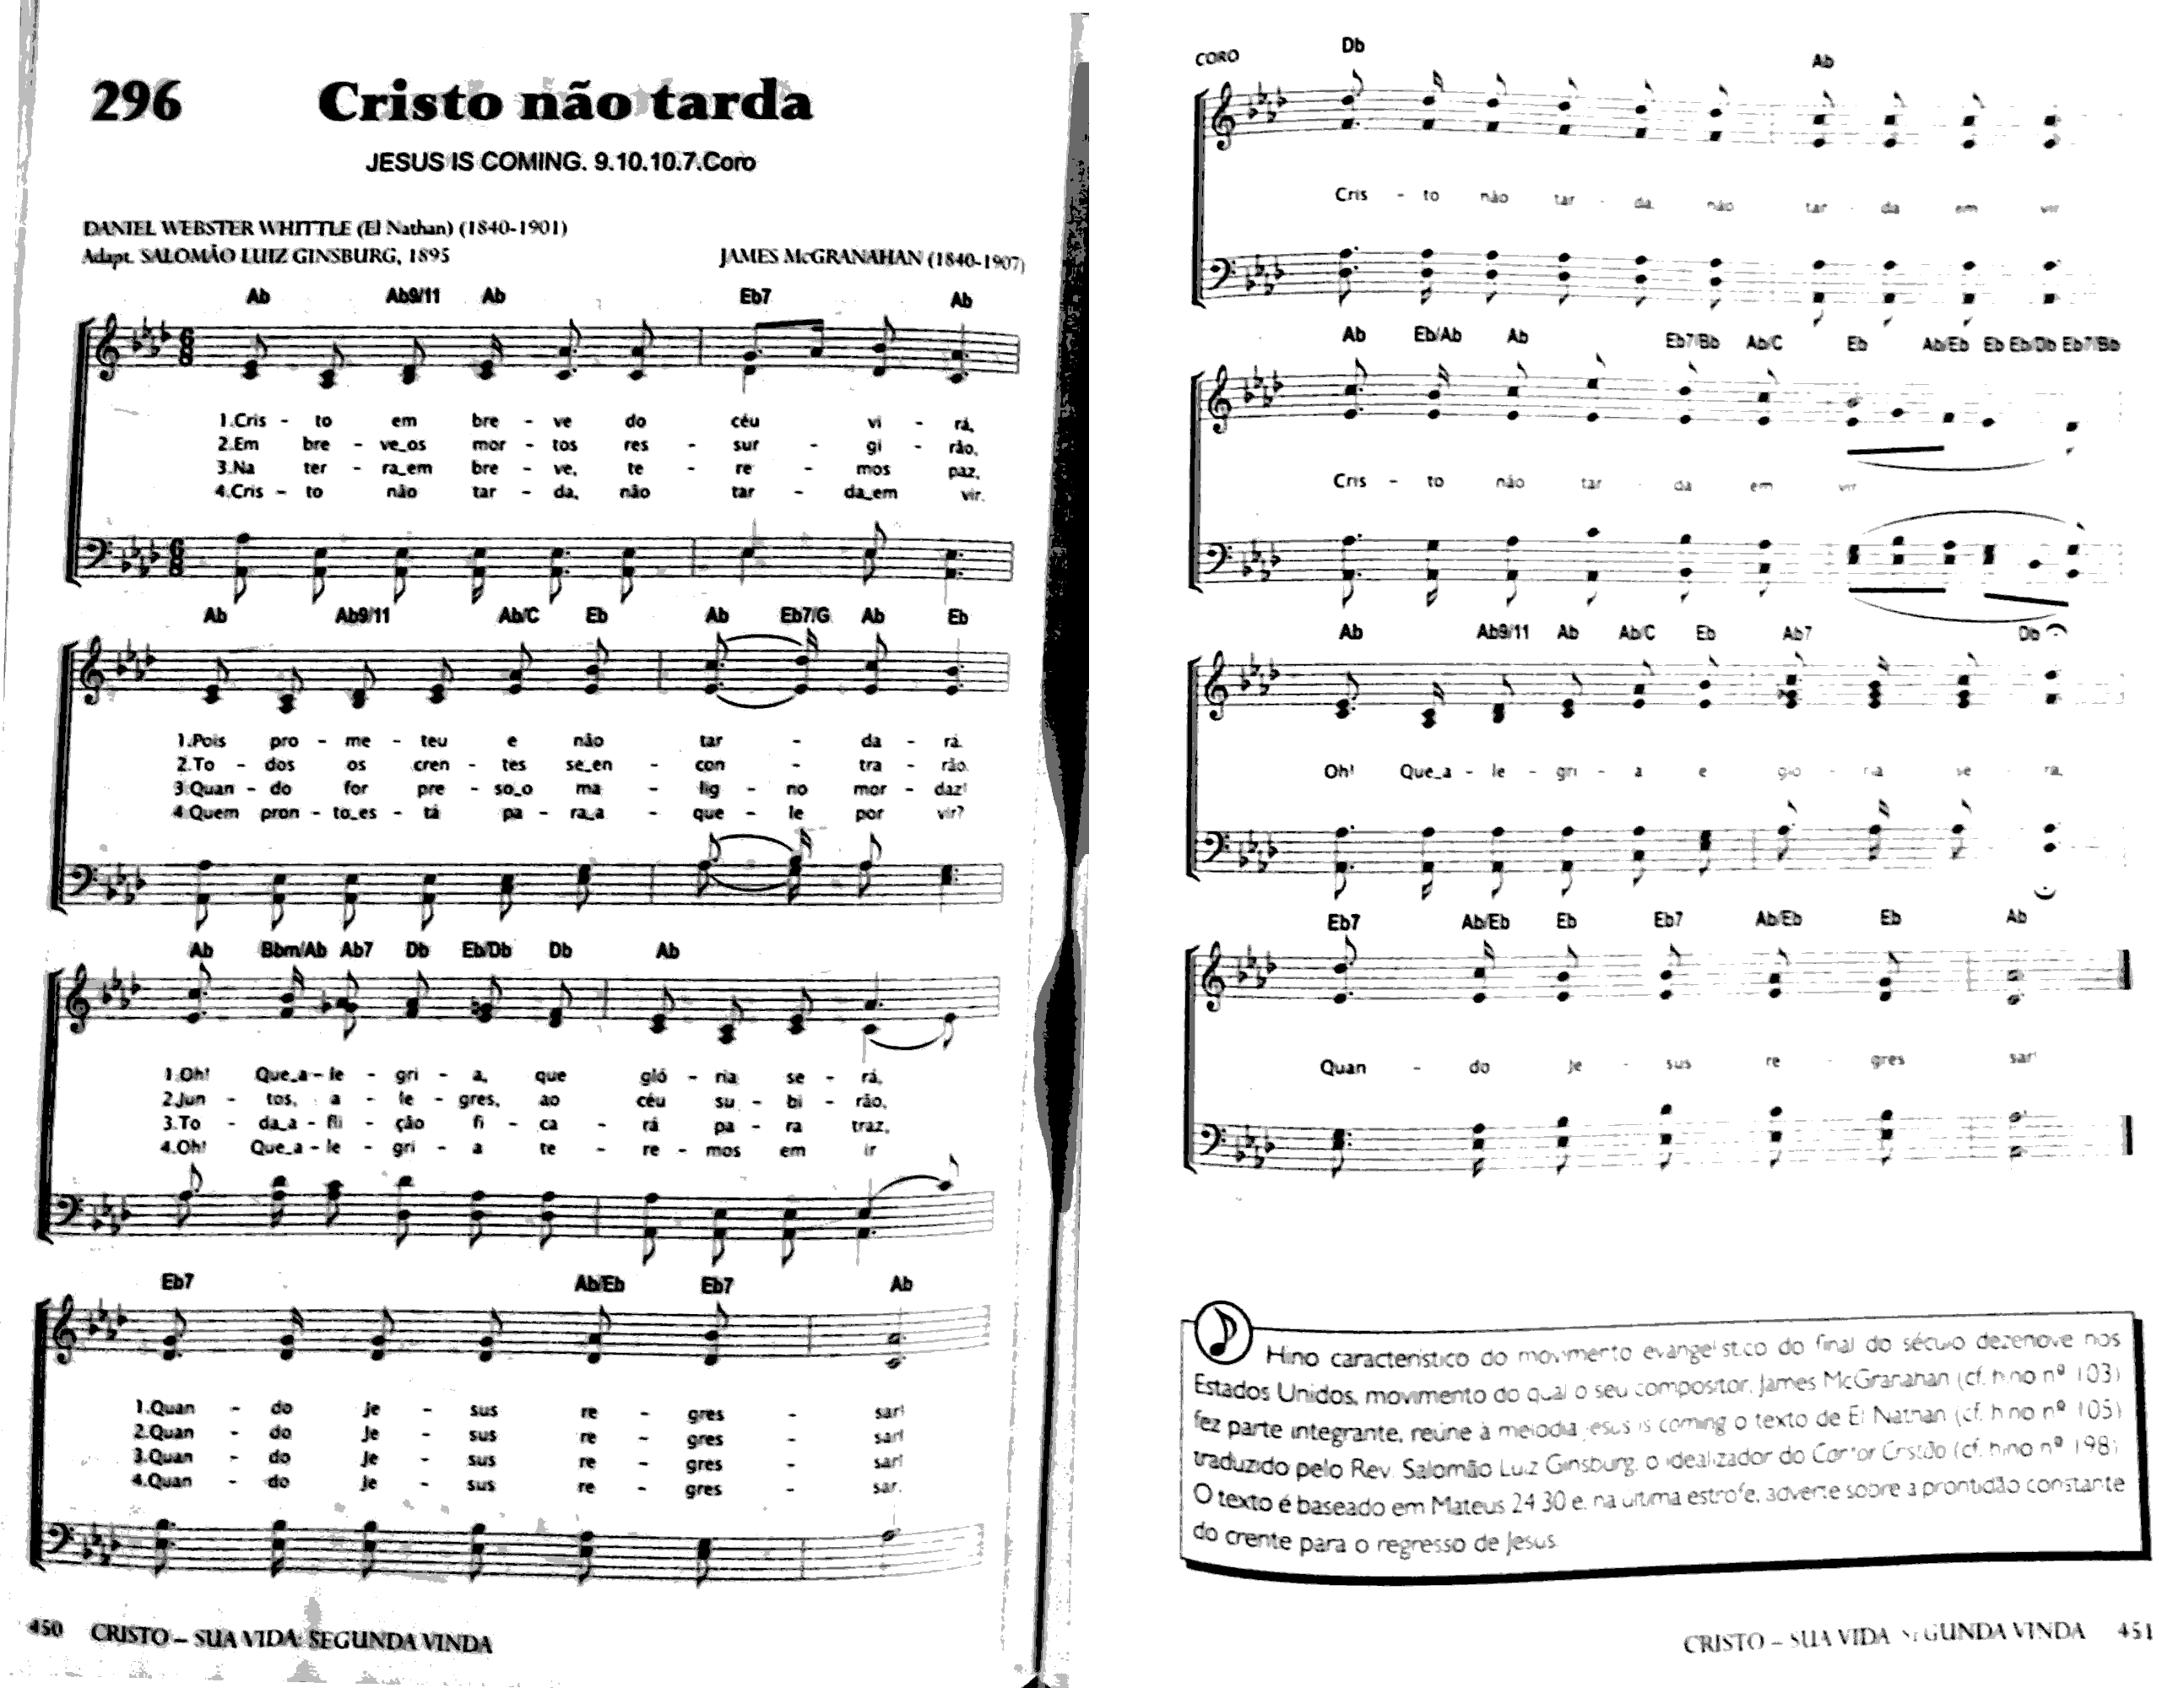 296 Cristo não tarda
JESUS IS COMING. 9.10.10.7.Coro
DANIEL WEBSTER WHITTLE (El Nathan) (1840-1901)
Adapt. SALOMÃO LUIZ GINSBURG, 1895
JAMES McGRANAHAN (1840-1907)
Ab Ab9/11 Ab Eb7 Ab
6 8
1.Cris - to em bre - ve do céu vi - rá,
2.Em bre - ve_os mor - tos res - sur - gi - rão,
3.Na ter - ra_em bre - ve, te - re - mos paz,
4.Cris - to não tar - da, não tar - da_em vir.
6 8
Ab Ab9/11 Ab/C Eb Ab Eb7/G Ab Eb
1.Pois pro - me - teu e não tar - da - rá.
2.To - dos os cren - tes se_en - con - tra - rão.
3.Quan - do for pre - so_o ma - lig - no mor - daz!
4.Quem pron - to_es - tá pa - ra_a - que - le por vir?
Ab Bbm/Ab Ab7 Db Eb/Db Db Ab
1.Oh! Que_a - le - gri - a, que gló - ria se - rá,
2.Jun - tos, a - le - gres, ao céu su - bi - rão,
3.To - da_a - fli - ção fi - ca - rá pa - ra traz,
4.Oh! Que_a - le - gri - a te - re - mos em ir
Eb7 Ab/Eb Eb7 Ab
1.Quan - do Je - sus re - gres - sar!
2.Quan - do Je - sus re - gres - sar!
3.Quan - do Je - sus re - gres - sar!
4.Quan - do Je - sus re - gres - sar.
450 CRISTO – SUA VIDA: SEGUNDA VINDA
CORO Db Ab
Cris - to não tar - da, não tar - da em vir
Ab Eb/Ab Ab Eb7/Bb Ab/C Eb Ab/Eb Eb Eb/Db Eb7/Bb
Cris - to não tar - da em vir
Ab Ab9/11 Ab Ab/C Eb Ab7 Db
Oh! Que_a - le - gri - a e gló - ria se - rá,
Eb7 Ab/Eb Eb Eb7 Ab/Eb Eb Ab
Quan - do Je - sus re - gres sar!
Hino característico do movimento evangelístico do final do século dezenove nos
Estados Unidos, movimento do qual o seu compositor, James McGranahan (cf. hino nº 103)
fez parte integrante, reúne à melodia Jesus is coming o texto de El Nathan (cf. hino nº 105)
traduzido pelo Rev. Salomão Luiz Ginsburg, o idealizador do Cantor Cristão (cf. hino nº 198)
O texto é baseado em Mateus 24 30 e, na última estrofe, adverte sobre a prontidão constante
do crente para o regresso de Jesus.
CRISTO – SUA VIDA SEGUNDA VINDA 451